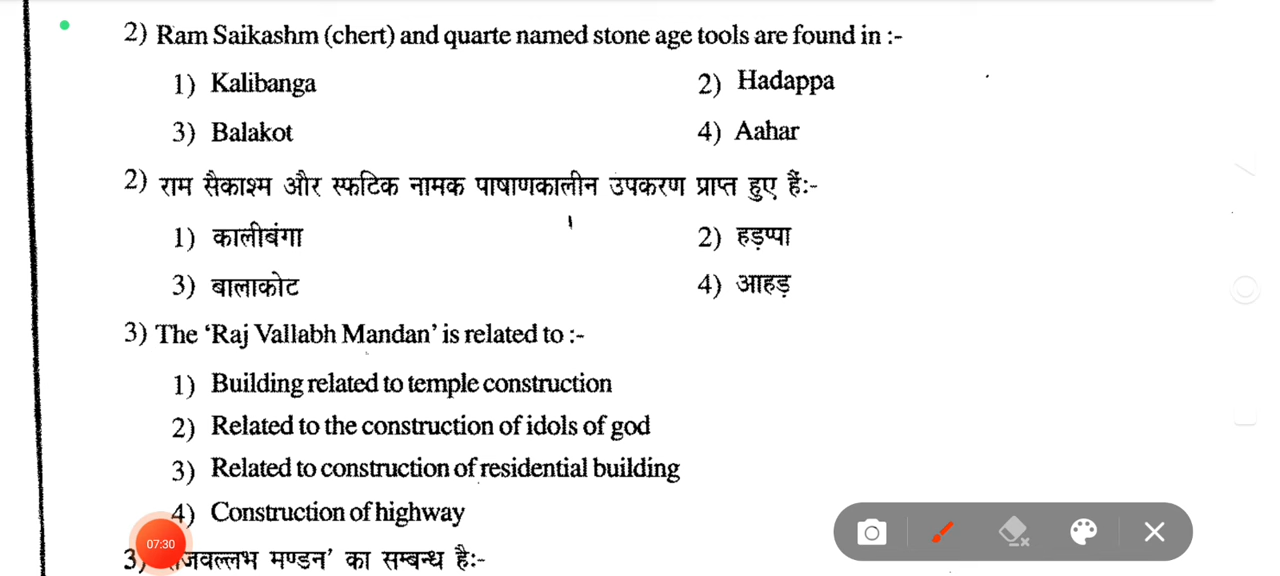 2) Ram Saikashm (chert) and quarte named stone age tools are found in :-
1) Kalibanga 2) Hadappa
3) Balakot 4) Aahar
2) राम सैकाश्म और स्फटिक नामक पाषाणकालीन उपकरण प्राप्त हुए हैं:-
1) कालीबंगा 2) हड़प्पा
3) बालाकोट 4) आहड़
3) The ‘Raj Vallabh Mandan’ is related to :-
1) Building related to temple construction
2) Related to the construction of idols of god
3) Related to construction of residential building
4) Construction of highway
07:30
3) जवल्लभ मण्डन’ का सम्बन्ध है:-